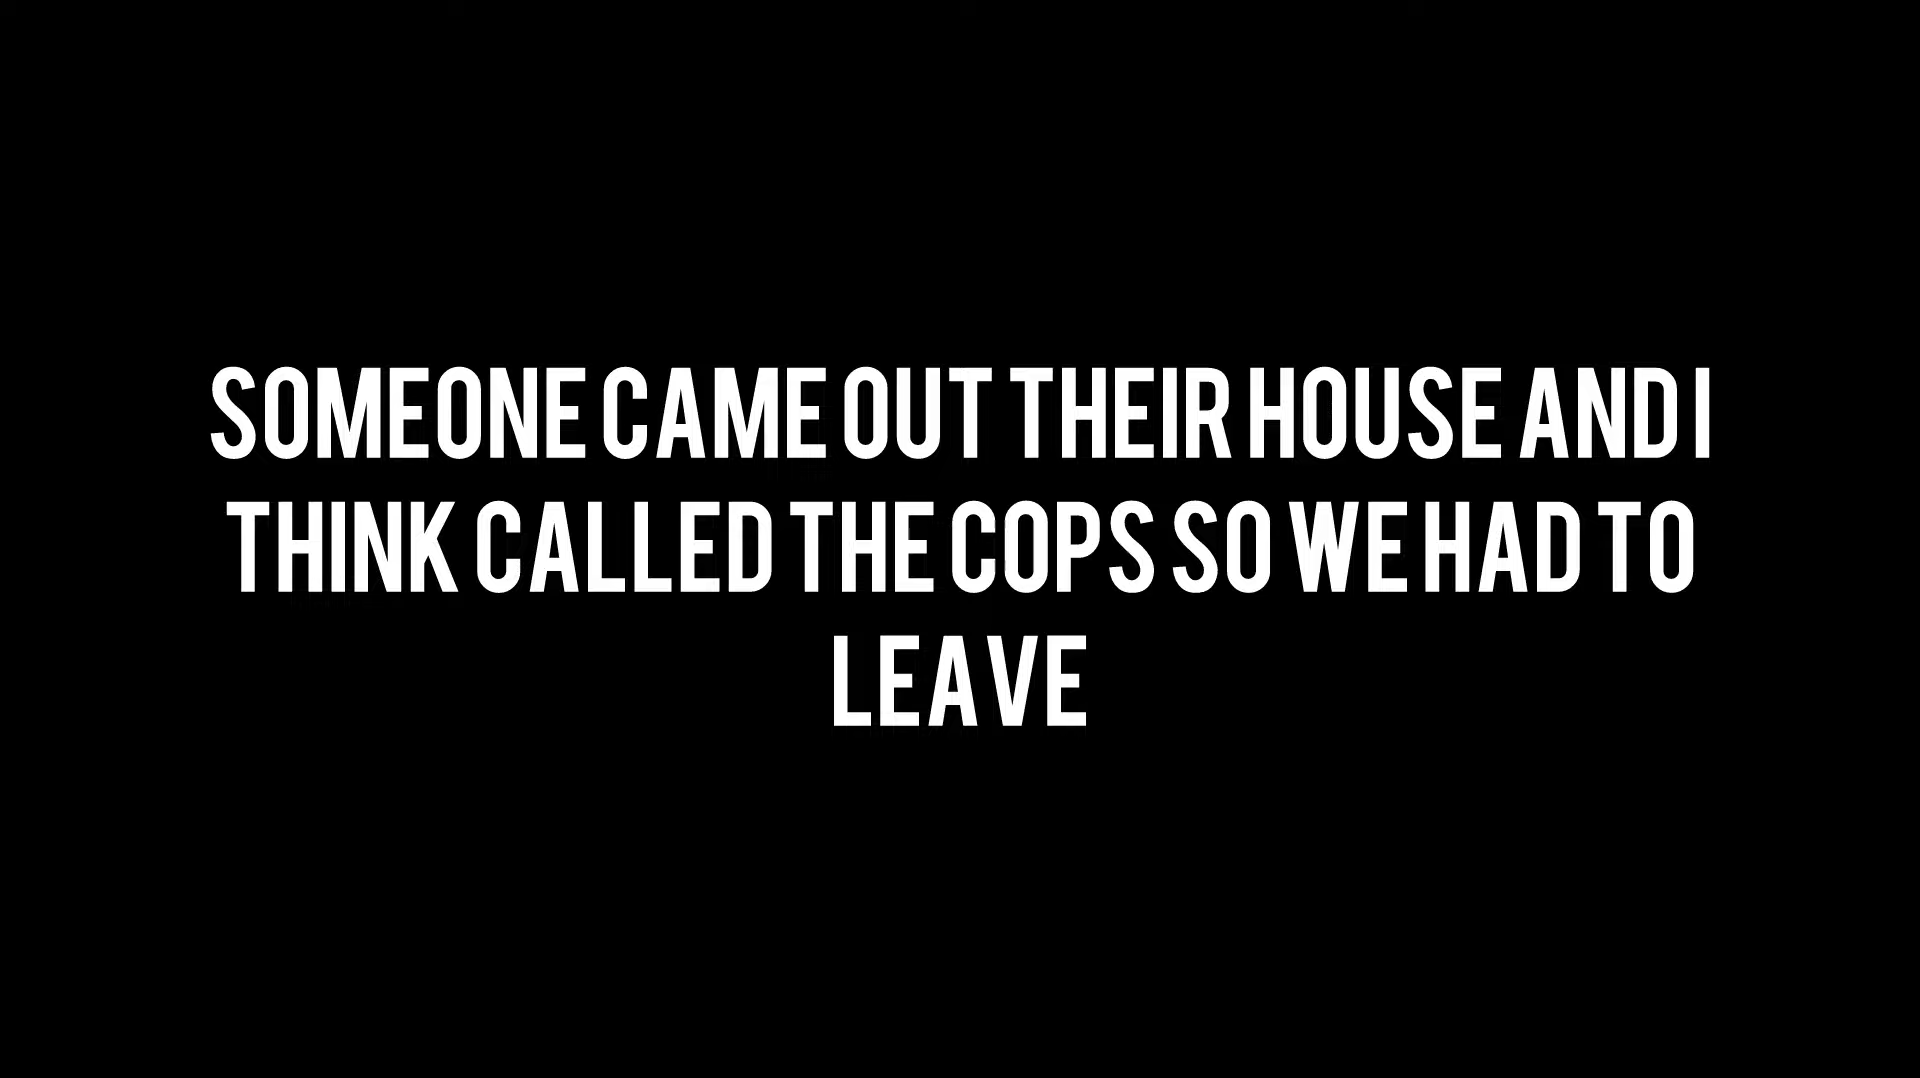 SOMEONE CAME OUT THEIR HOUSE AND I
THINK CALLED THE COPS SO WE HAD TO
LEAVE